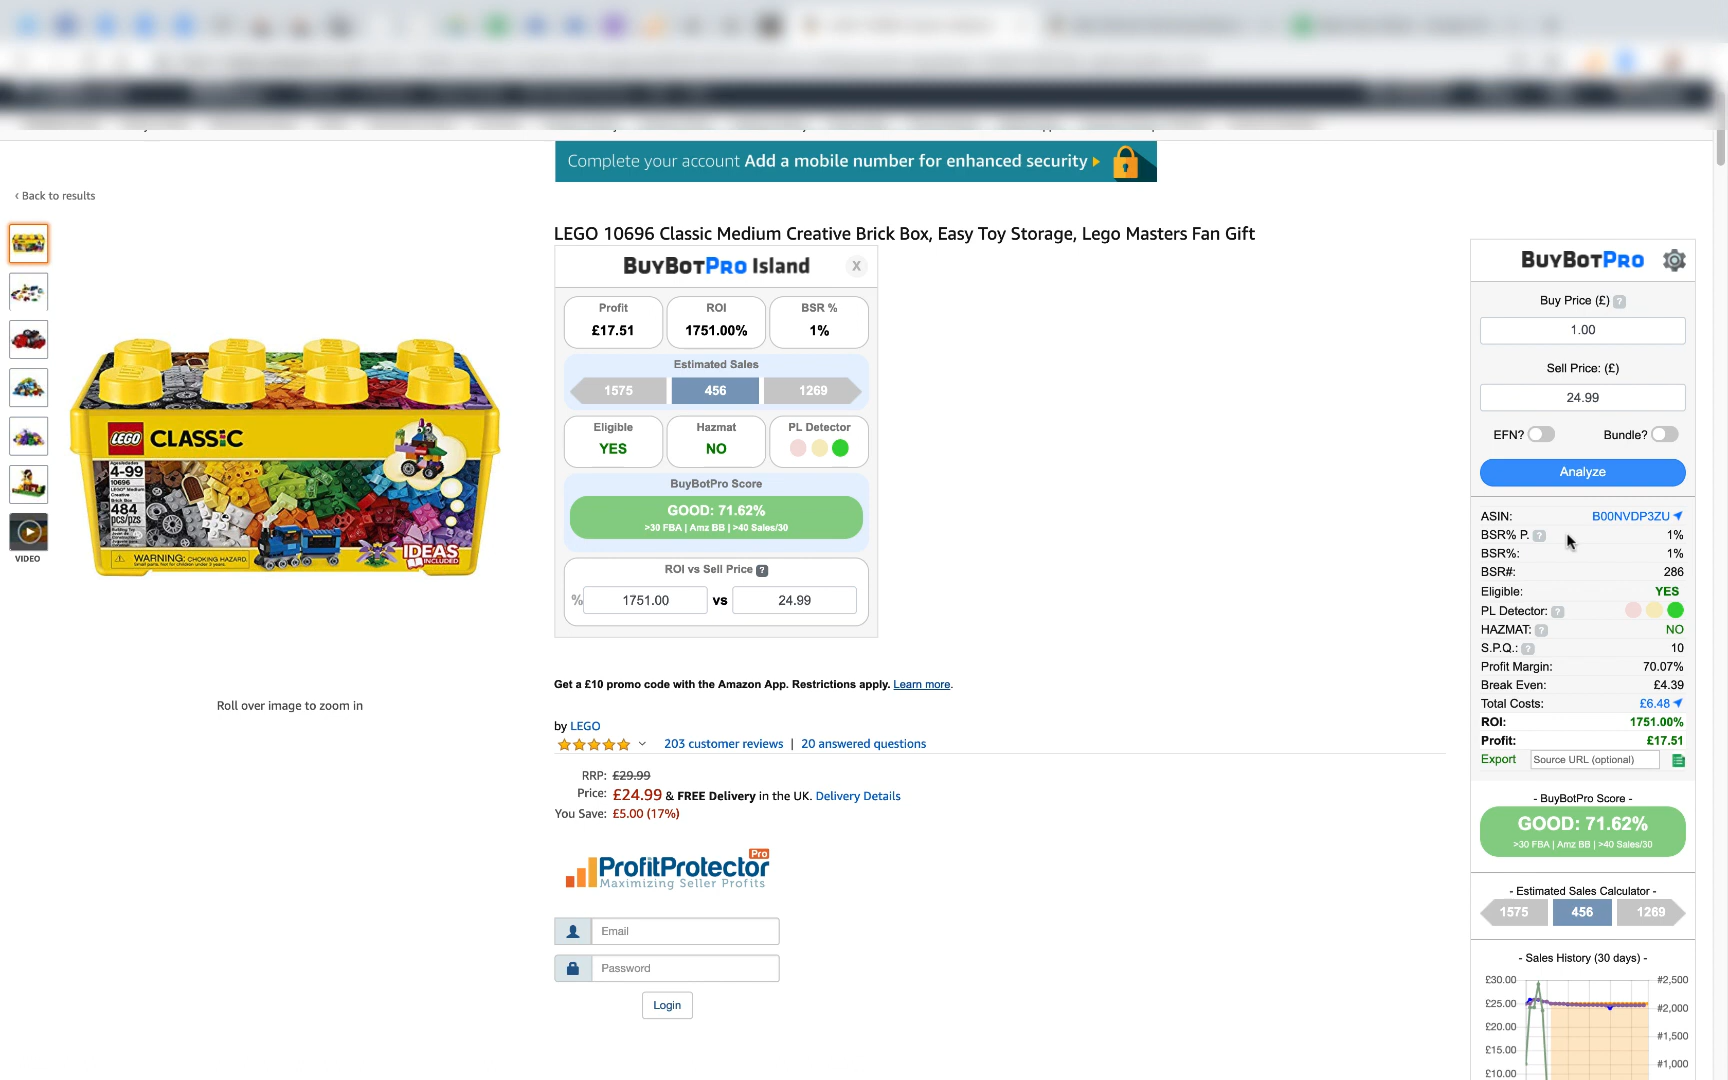 Complete your account Add a mobile number for enhanced security
‹ Back to results
LEGO 10696 Classic Medium Creative Brick Box, Easy Toy Storage, Lego Masters Fan Gift
BUYBOTPRO Island
X
Profit
£17.51
ROI
1751.00%
BSR %
1%
Estimated Sales
1575
456
1269
Eligible
YES
Hazmat
NO
PL Detector
BuyBotPro Score
GOOD: 71.62%
>30 FBA | Amz BB | >40 Sales/30
ROI vs Sell Price ?
% 1751.00 vs 24.99
LEGO CLASSIC
4-99
10696
484
pcs/pzs
WARNING: CHOKING HAZARD.
IDEAS
INCLUDED
VIDEO
Roll over image to zoom in
Get a £10 promo code with the Amazon App. Restrictions apply. Learn more.
by LEGO
203 customer reviews | 20 answered questions
RRP: £29.99
Price: £24.99 & FREE Delivery in the UK. Delivery Details
You Save: £5.00 (17%)
ProfitProtector Pro
Maximizing Seller Profits
Email
Password
Login
BUYBOTPRO
Buy Price (£) ?
1.00
Sell Price: (£)
24.99
EFN? Bundle?
Analyze
ASIN: B00NVDP3ZU
BSR% P. ? 1%
BSR%: 1%
BSR#: 286
Eligible: YES
PL Detector: ?
HAZMAT: ? NO
S.P.Q.: ? 10
Profit Margin: 70.07%
Break Even: £4.39
Total Costs: £6.48
ROI: 1751.00%
Profit: £17.51
Export Source URL (optional)
- BuyBotPro Score -
GOOD: 71.62%
>30 FBA | Amz BB | >40 Sales/30
- Estimated Sales Calculator -
1575 456 1269
- Sales History (30 days) -
£30.00 #2,500
£25.00 #2,000
£20.00
#1,500
£15.00
#1,000
£10.00